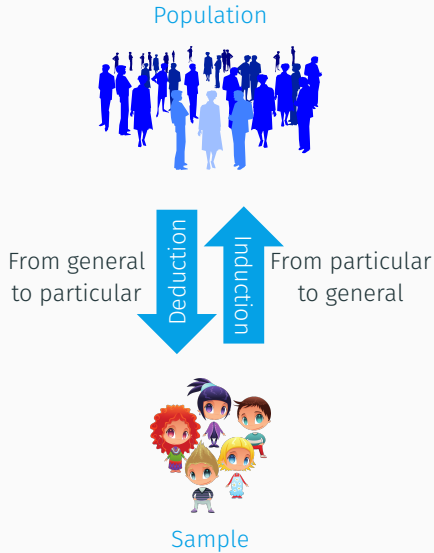 Population
From general
to particular
Deduction
Induction
From particular
to general
Sample